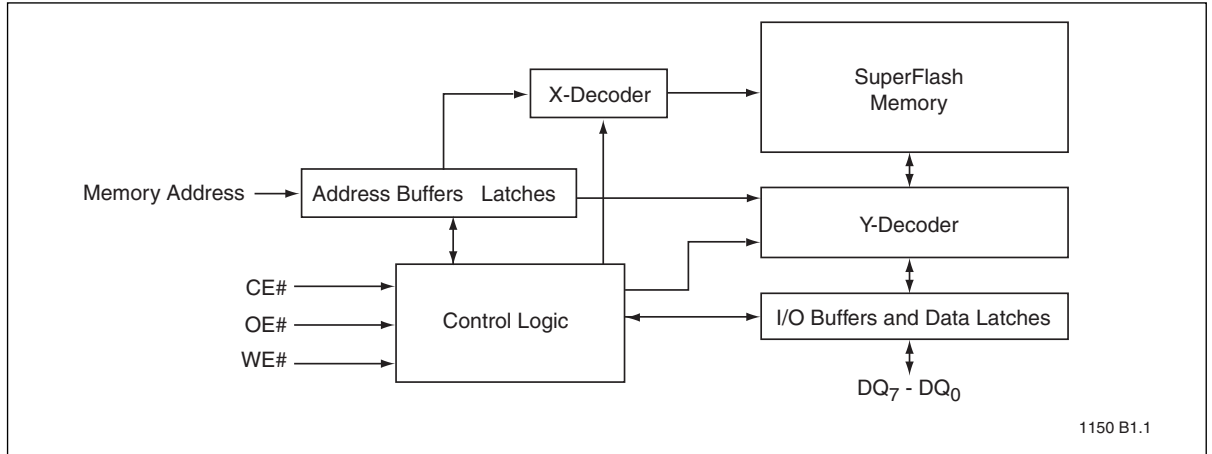 SuperFlash
Memory
X-Decoder
Memory Address
Address Buffers Latches
Y-Decoder
CE#
OE#
WE#
Control Logic
I/O Buffers and Data Latches
DQ7 - DQ0
1150 B1.1